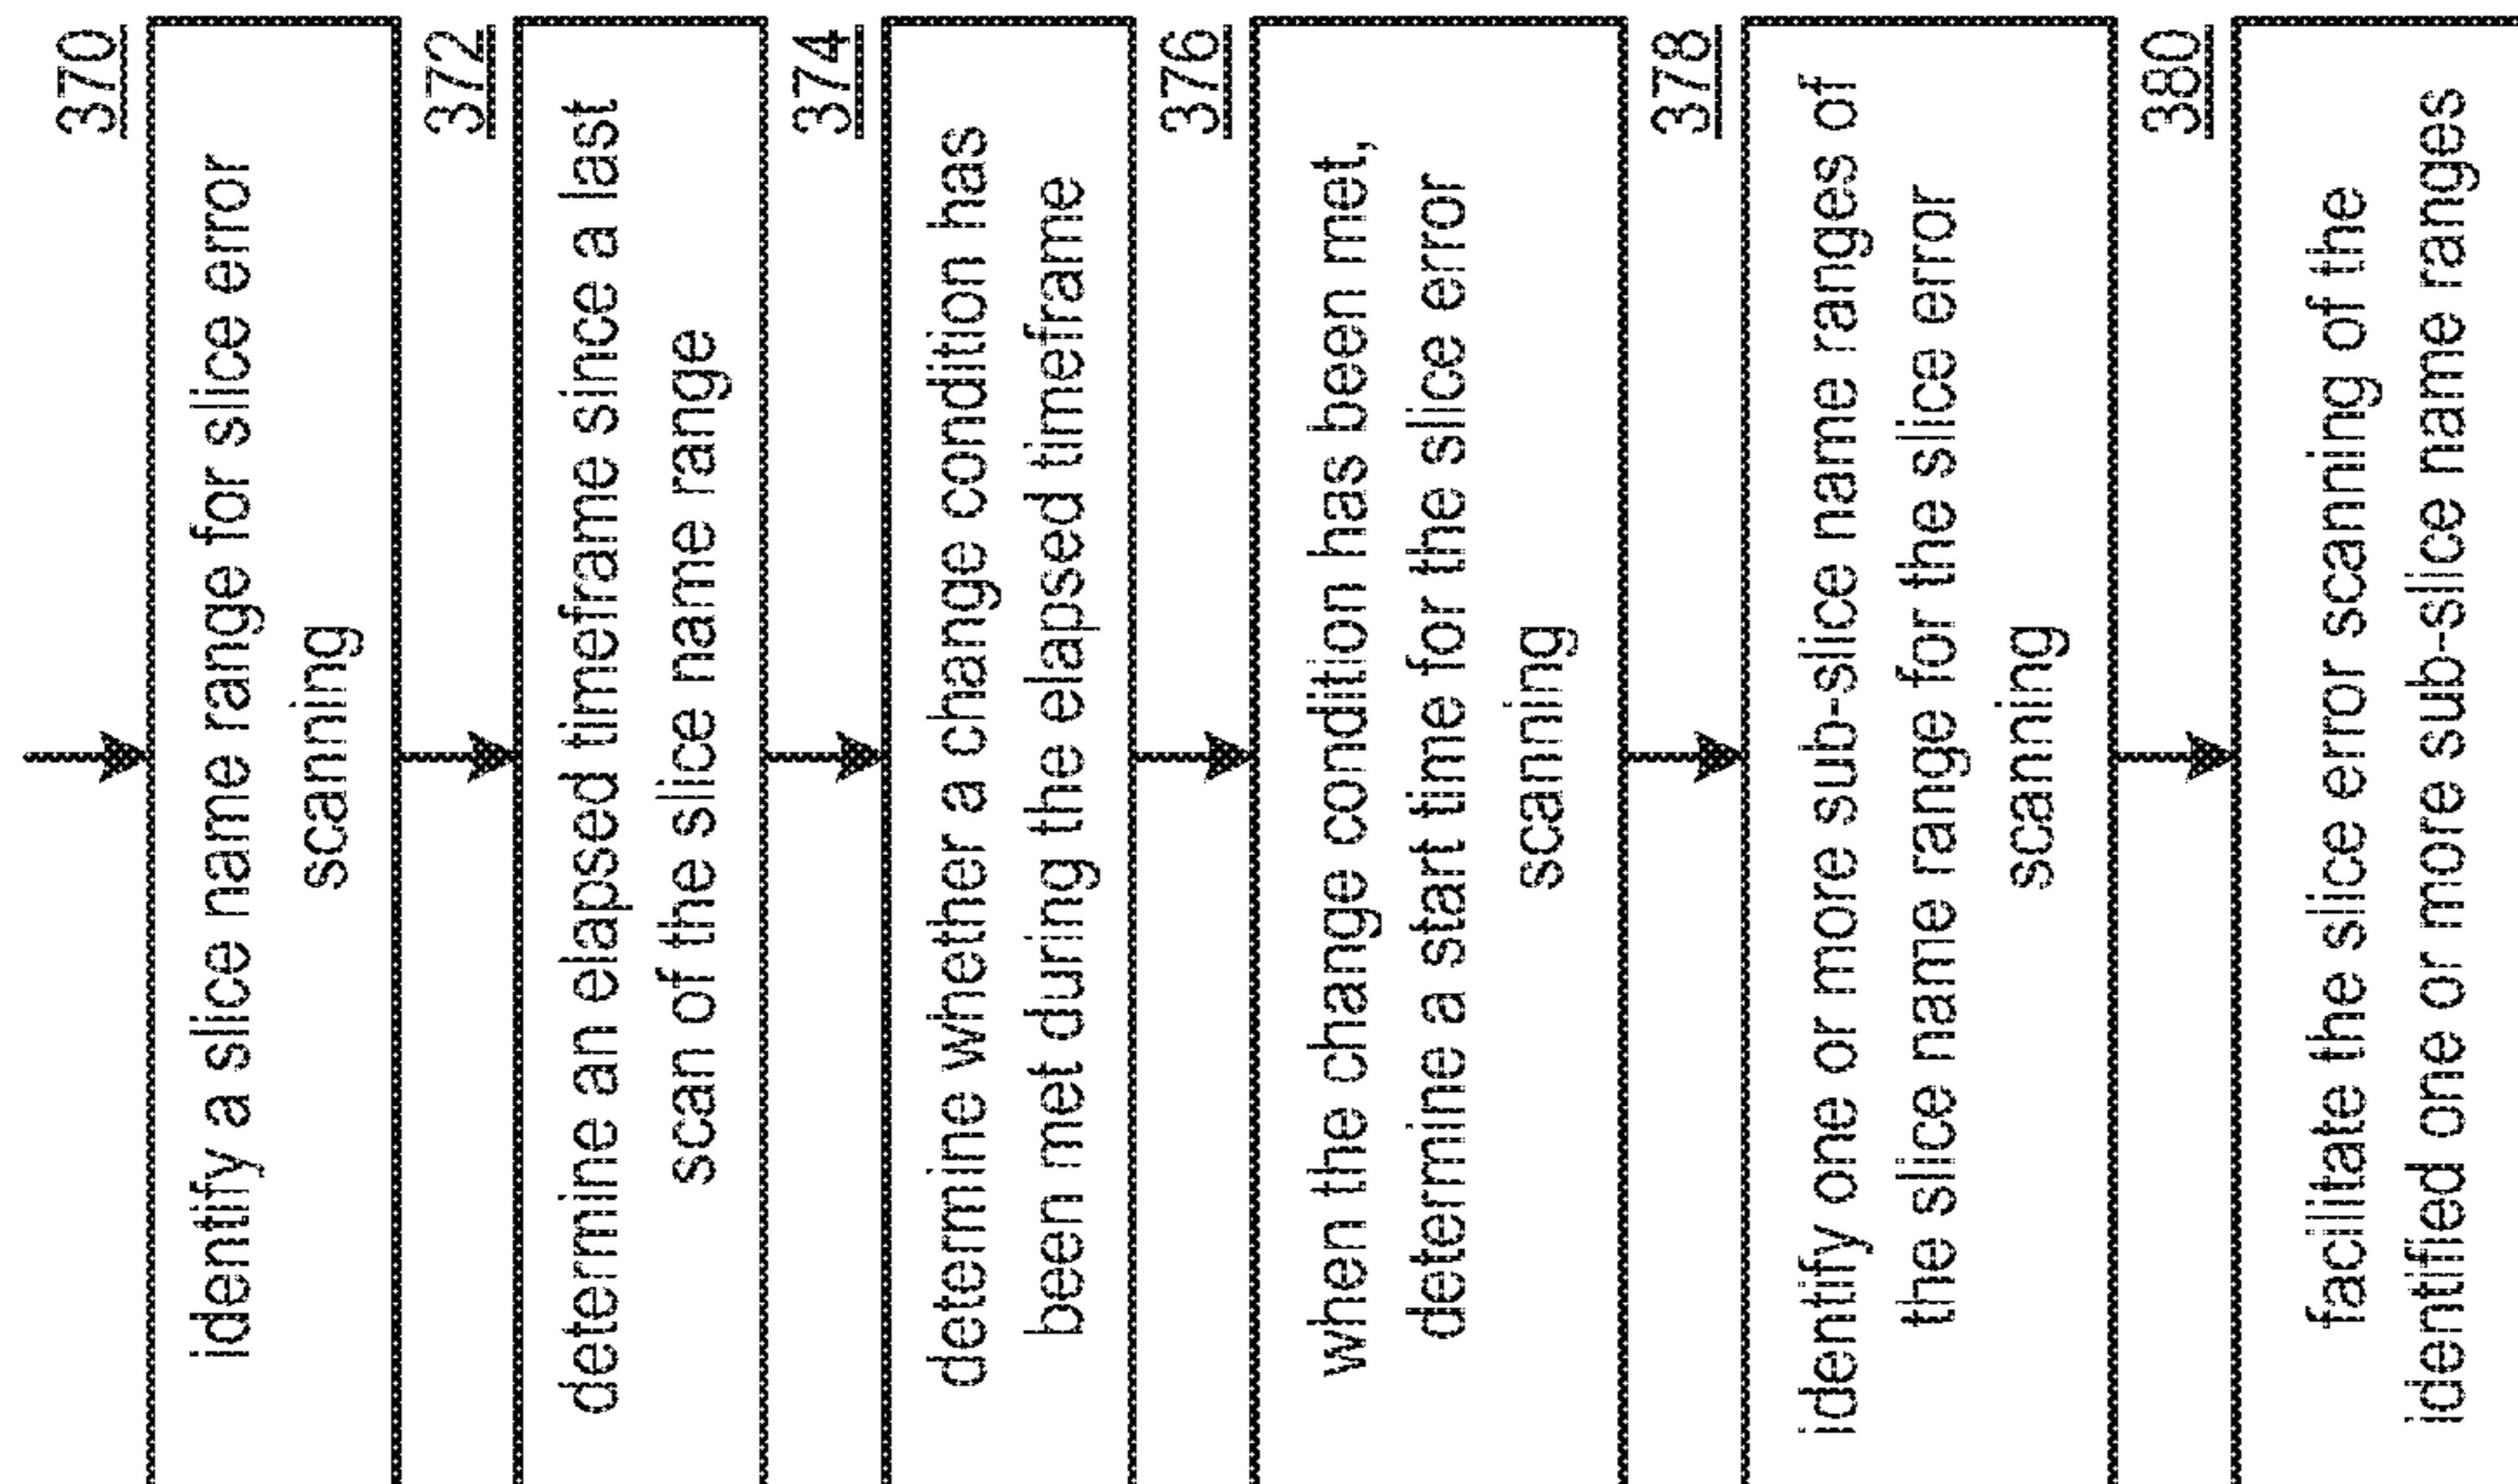 370
identify a slice name range for slice error
scanning
372
determine an elapsed timeframe since a last
scan of the slice name range
374
determine whether a change condition has
been met during the elapsed timeframe
376
when the change condition has been met,
determine a start time for the slice error
scanning
378
identify one or more sub-slice name ranges of
the slice name range for the slice error
scanning
380
facilitate the slice error scanning of the
identified one or more sub-slice name ranges